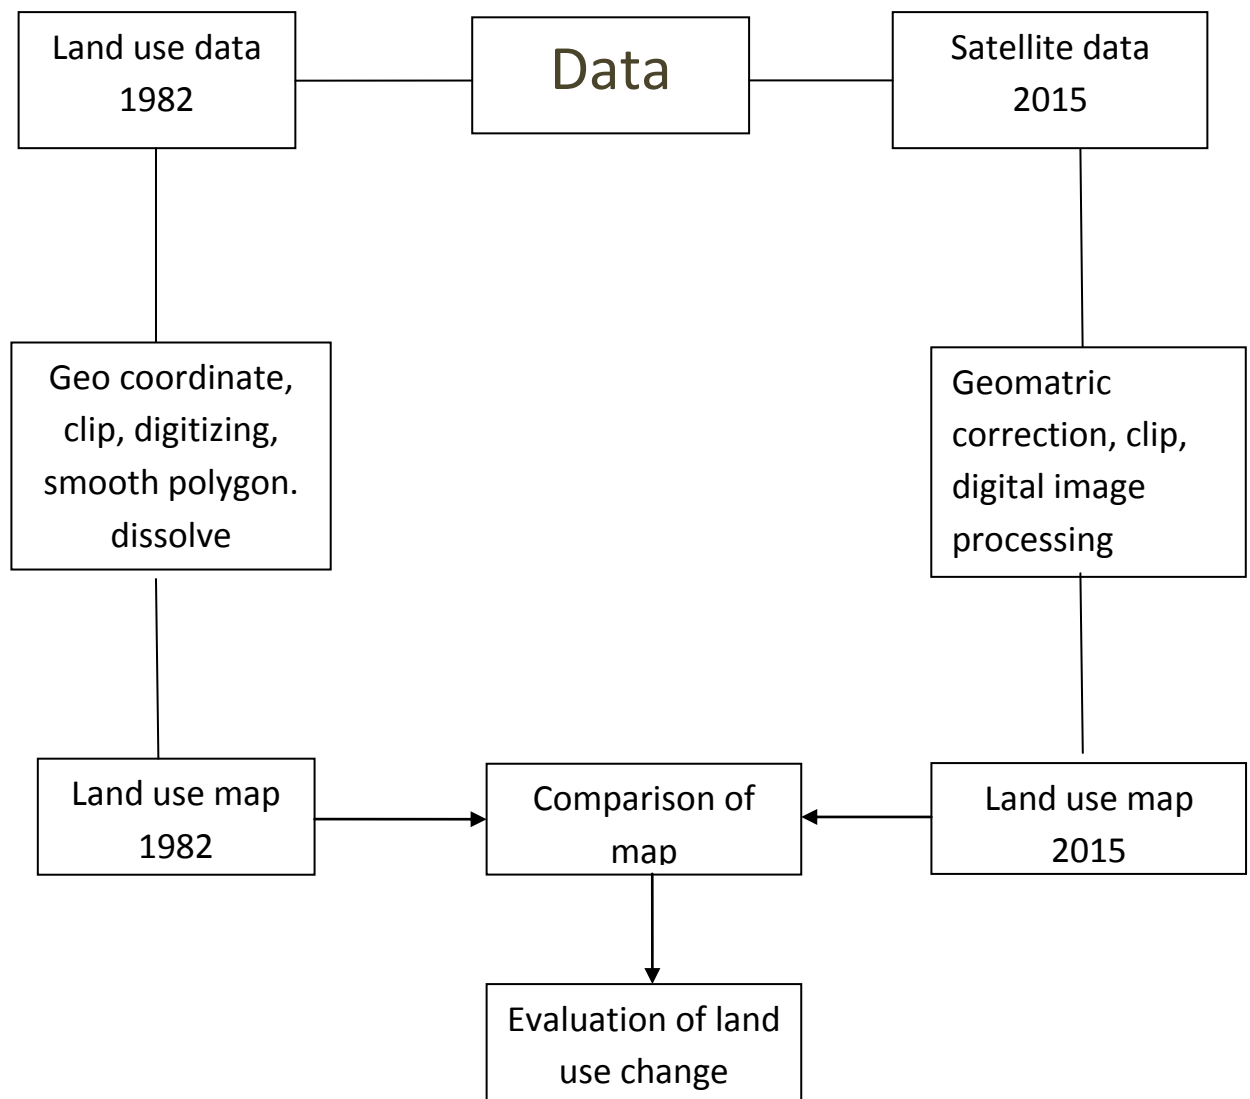 Land use data
1982
Data
Satellite data
2015
Geo coordinate,
clip, digitizing,
smooth polygon.
dissolve
Geomatric
correction, clip,
digital image
processing
Land use map
1982
Comparison of
map
Land use map
2015
Evaluation of land
use change